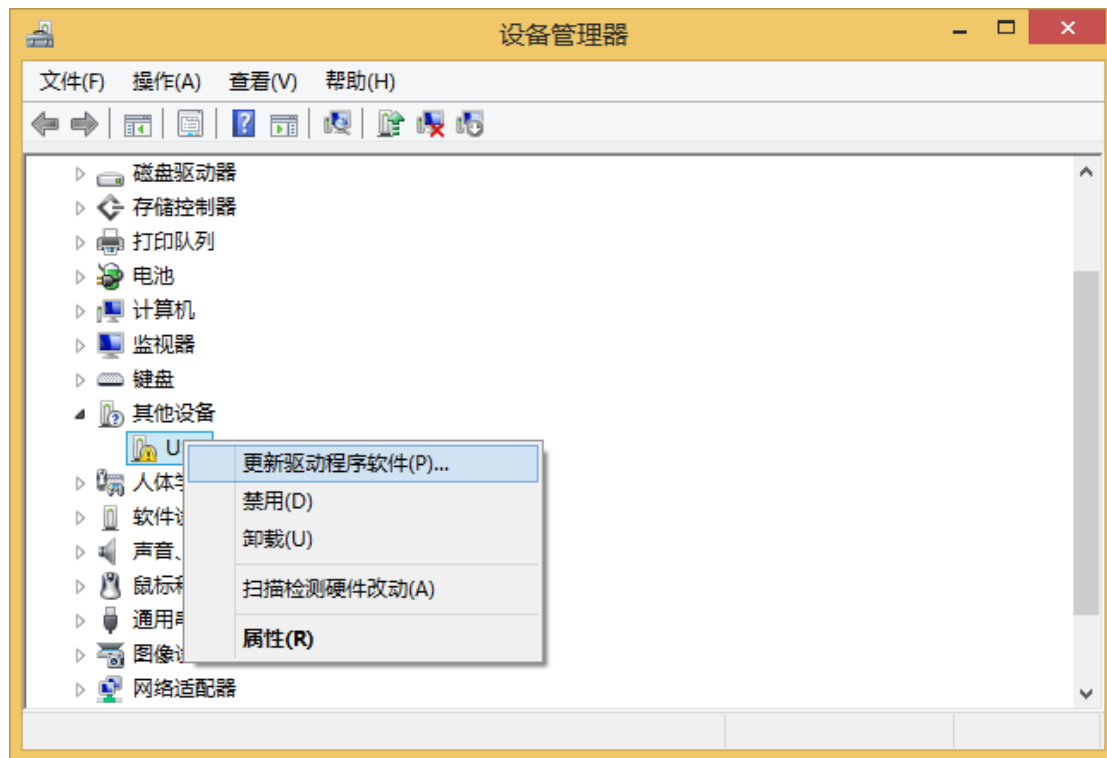 设备管理器
文件(F) 操作(A) 查看(V) 帮助(H)
磁盘驱动器
存储控制器
打印队列
电池
计算机
监视器
键盘
其他设备
U
更新驱动程序软件(P)...
人体
禁用(D)
软件
卸载(U)
声音、
鼠标
扫描检测硬件改动(A)
通用
属性(R)
图像
网络适配器